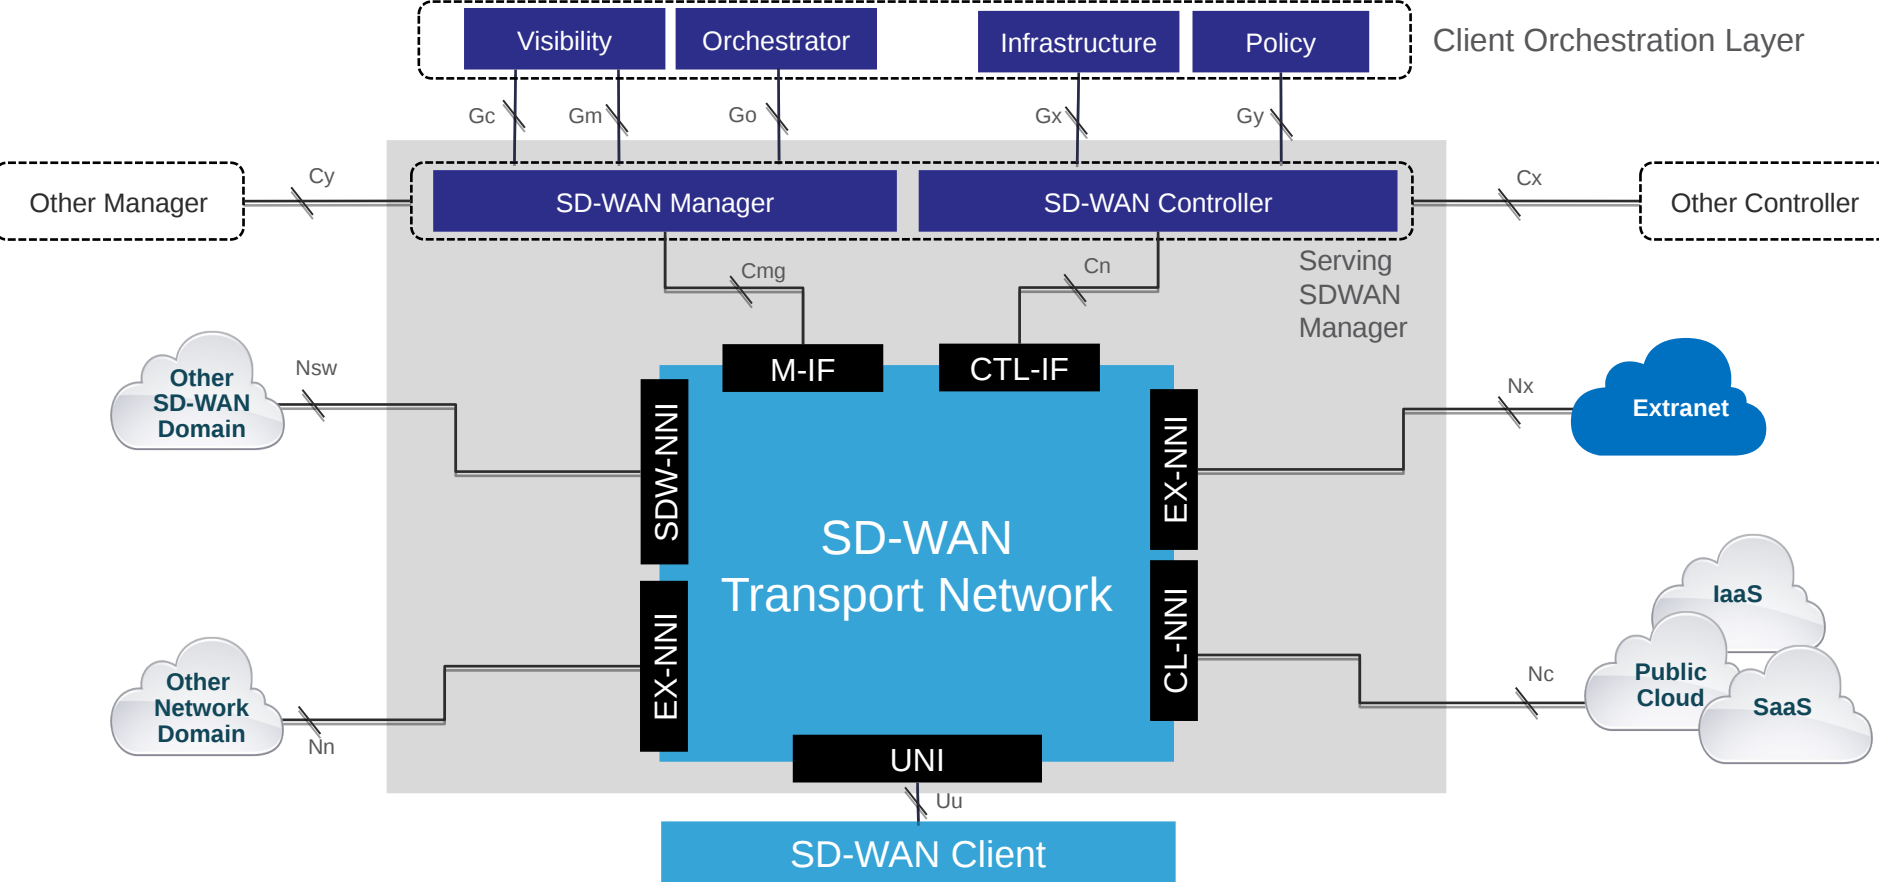 Visibility
Orchestrator
Infrastructure
Policy
Client Orchestration Layer
Gc
Gm
Go
Gx
Gy
Other Manager
Cy
SD-WAN Manager
SD-WAN Controller
Cx
Other Controller
Cmg
Cn
Serving
SDWAN
Manager
M-IF
CTL-IF
Other
SD-WAN
Domain
Nsw
SDW-NNI
EX-NNI
Nx
Extranet
SD-WAN
Transport Network
Other
Network
Domain
Nn
EX-NNI
CL-NNI
Nc
IaaS
Public
Cloud
SaaS
UNI
Uu
SD-WAN Client